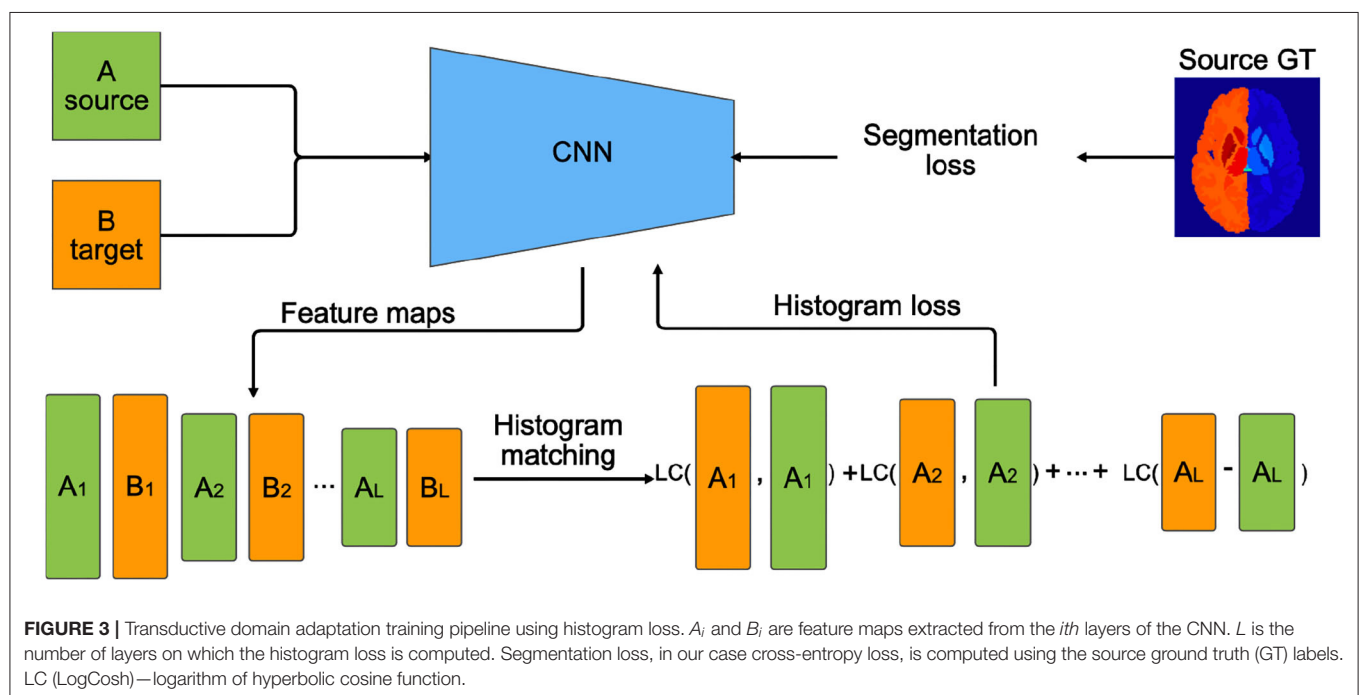 A
source
B
target
CNN
Segmentation
loss
Source GT
Feature maps
Histogram loss
A1 B1 A2 B2 ... AL BL
Histogram
matching
LC( A1 , A1 ) +LC( A2 , A2 ) + ... + LC( AL - AL )
FIGURE 3 | Transductive domain adaptation training pipeline using histogram loss. Ai and Bi are feature maps extracted from the ith layers of the CNN. L is the
number of layers on which the histogram loss is computed. Segmentation loss, in our case cross-entropy loss, is computed using the source ground truth (GT) labels.
LC (LogCosh)—logarithm of hyperbolic cosine function.